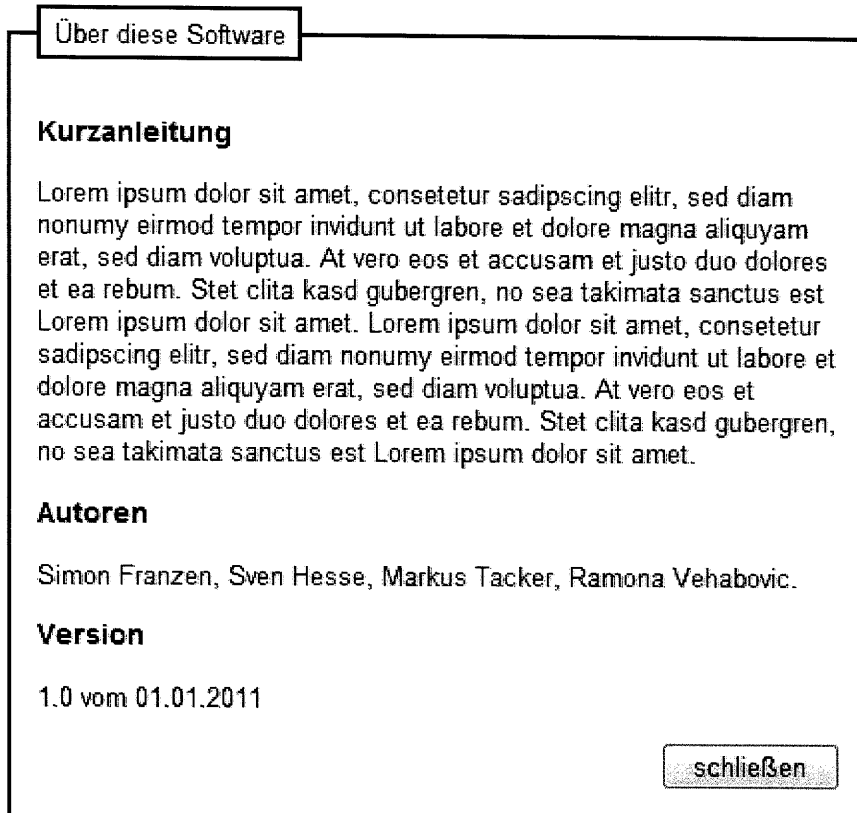 Über diese Software
Kurzanleitung
Lorem ipsum dolor sit amet, consetetur sadipscing elitr, sed diam
nonumy eirmod tempor invidunt ut labore et dolore magna aliquyam
erat, sed diam voluptua. At vero eos et accusam et justo duo dolores
et ea rebum. Stet clita kasd gubergren, no sea takimata sanctus est
Lorem ipsum dolor sit amet. Lorem ipsum dolor sit amet, consetetur
sadipscing elitr, sed diam nonumy eirmod tempor invidunt ut labore et
dolore magna aliquyam erat, sed diam voluptua. At vero eos et
accusam et justo duo dolores et ea rebum. Stet clita kasd gubergren,
no sea takimata sanctus est Lorem ipsum dolor sit amet.
Autoren
Simon Franzen, Sven Hesse, Markus Tacker, Ramona Vehabovic.
Version
1.0 vom 01.01.2011
schließen